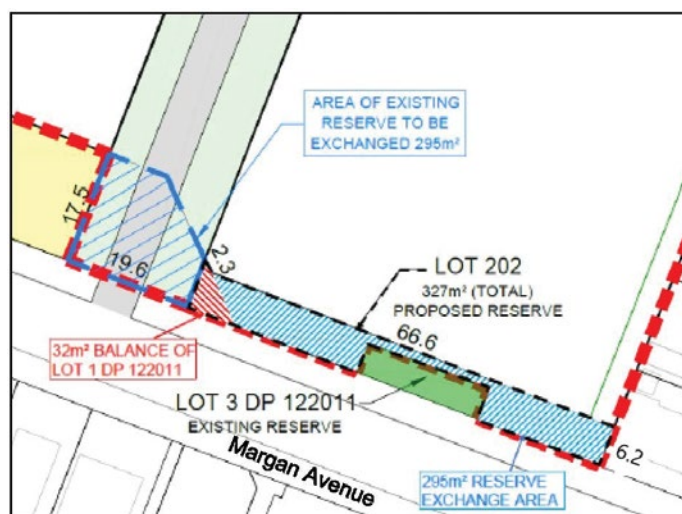 AREA OF EXISTING
RESERVE TO BE
EXCHANGED 295m²
17.5
19.6
2.3
LOT 202
327m² (TOTAL)
PROPOSED RESERVE
66.6
32m² BALANCE OF
LOT 1 DP 122011
LOT 3 DP 122011
EXISTING RESERVE
6.2
Margan Avenue
295m² RESERVE
EXCHANGE AREA